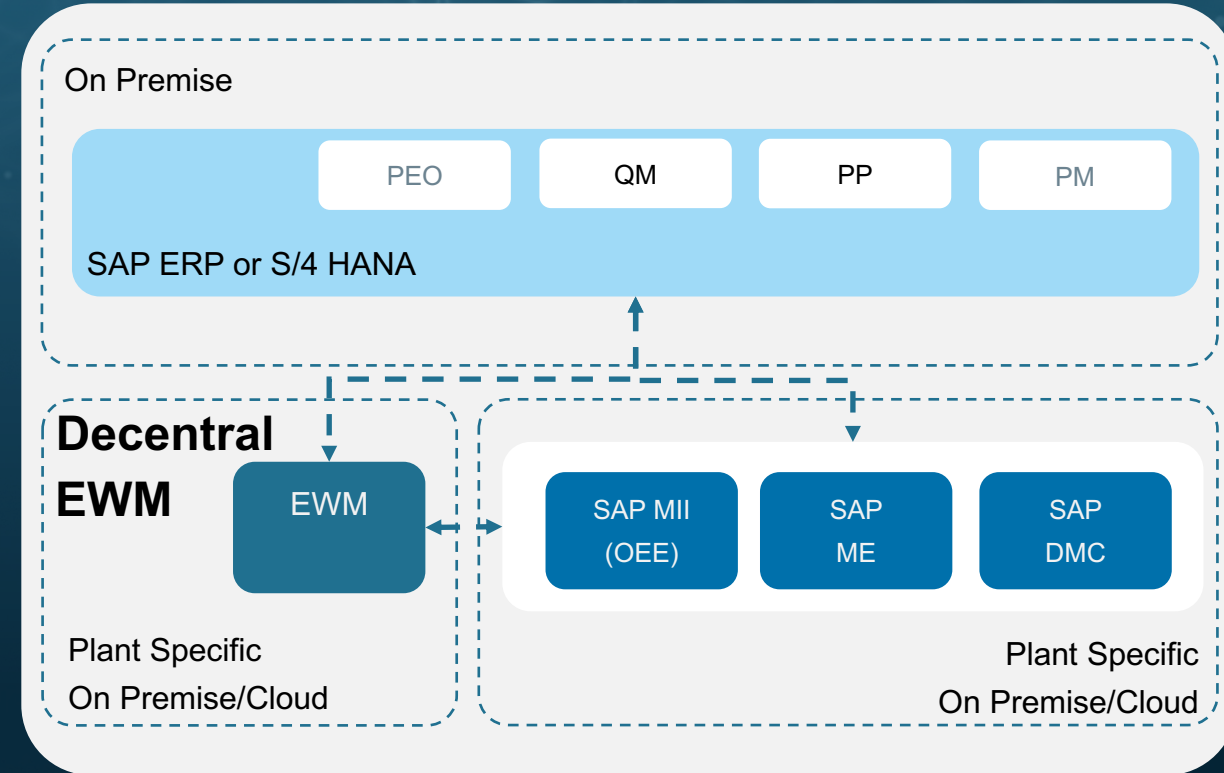 On Premise
PEO
QM
PP
PM
SAP ERP or S/4 HANA
Decentral
EWM
EWM
Plant Specific
On Premise/Cloud
SAP MII
(OEE)
SAP
ME
SAP
DMC
Plant Specific
On Premise/Cloud